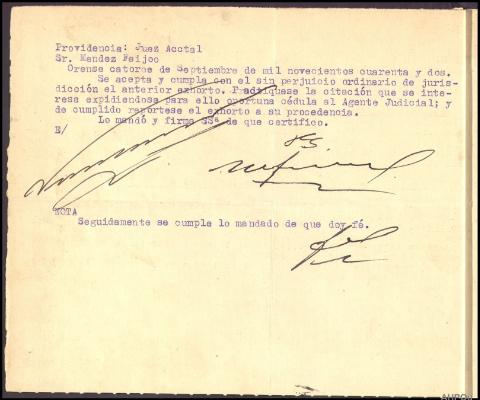 Providencia: Juez Acctal
Sr. Mendez Feijoo
Orense catorce de Septiembre de mil novecientos cuarenta y dos.
Se acepta y cumpla con el sin perjuicio ordinario de juris-
dicción el anterior exhorto. Practiquese la citeción que se inte-
resa expidiendose para ello oportuna cédula al Agente Judicial; y
de cumplido repórtese el exhorto a su procedencia.
Lo mandó y firma SSª de que certifico.
E/
NOTA
Seguidamente se cumple lo mandado de que doy fé.